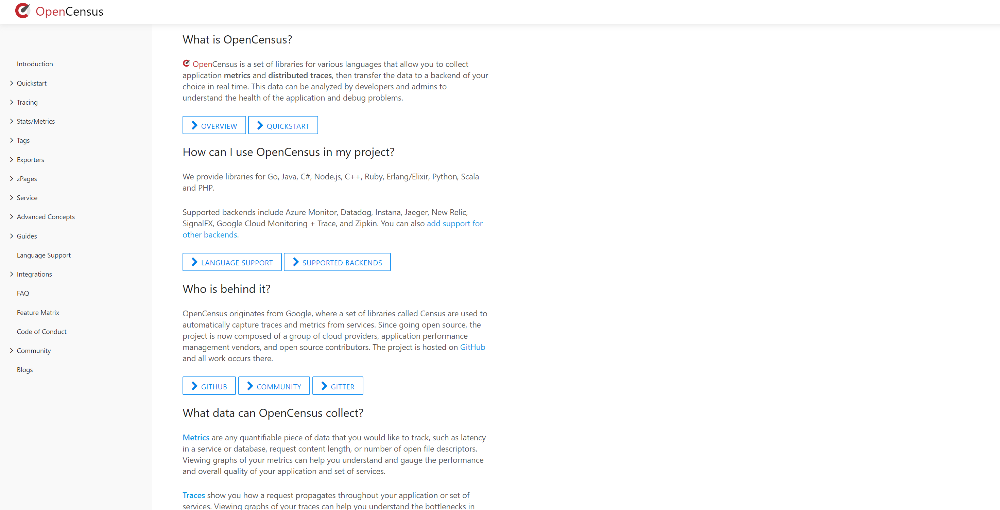 OpenCensus
Introduction
Quickstart
Tracing
Stats/Metrics
Tags
Exporters
zPages
Service
Advanced Concepts
Guides
Language Support
Integrations
FAQ
Feature Matrix
Code of Conduct
Community
Blogs
What is OpenCensus?
OpenCensus is a set of libraries for various languages that allow you to collect
application metrics and distributed traces, then transfer the data to a backend of your
choice in real time. This data can be analyzed by developers and admins to
understand the health of the application and debug problems.
OVERVIEW QUICKSTART
How can I use OpenCensus in my project?
We provide libraries for Go, Java, C#, Node.js, C++, Ruby, Erlang/Elixir, Python, Scala
and PHP.
Supported backends include Azure Monitor, Datadog, Instana, Jaeger, New Relic,
SignalFX, Google Cloud Monitoring + Trace, and Zipkin. You can also add support for
other backends.
LANGUAGE SUPPORT SUPPORTED BACKENDS
Who is behind it?
OpenCensus originates from Google, where a set of libraries called Census are used to
automatically capture traces and metrics from services. Since going open source, the
project is now composed of a group of cloud providers, application performance
management vendors, and open source contributors. The project is hosted on GitHub
and all work occurs there.
GITHUB COMMUNITY GITTER
What data can OpenCensus collect?
Metrics are any quantifiable piece of data that you would like to track, such as latency
in a service or database, request content length, or number of open file descriptors.
Viewing graphs of your metrics can help you understand and gauge the performance
and overall quality of your application and set of services.
Traces show you how a request propagates throughout your application or set of
services. Viewing graphs of your traces can help you understand the bottlenecks in